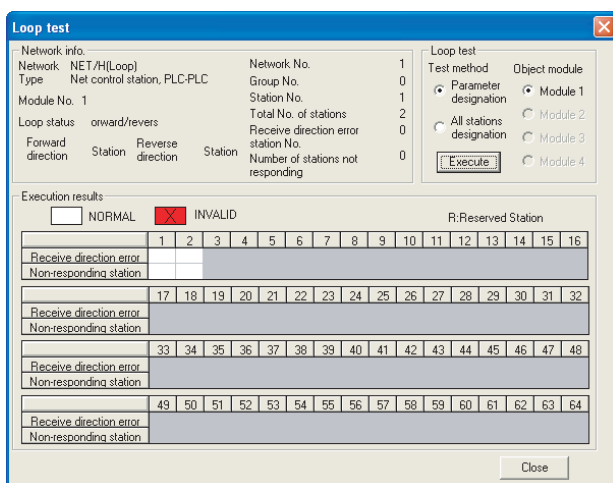 Loop test
Network info.
Network NET/H(Loop)
Type Net control station, PLC-PLC
Module No. 1
Loop status orward/revers
Forward direction Station Reverse direction Station
Network No. 1
Group No. 0
Station No. 1
Total No. of stations 2
Receive direction error station No. 0
Number of stations not responding 0
Loop test
Test method Object module
Parameter designation
All stations designation
Execute
Module 1
Module 2
Module 3
Module 4
Execution results
NORMAL X INVALID R:Reserved Station
1 2 3 4 5 6 7 8 9 10 11 12 13 14 15 16
Receive direction error
Non-responding station
17 18 19 20 21 22 23 24 25 26 27 28 29 30 31 32
Receive direction error
Non-responding station
33 34 35 36 37 38 39 40 41 42 43 44 45 46 47 48
Receive direction error
Non-responding station
49 50 51 52 53 54 55 56 57 58 59 60 61 62 63 64
Receive direction error
Non-responding station
Close